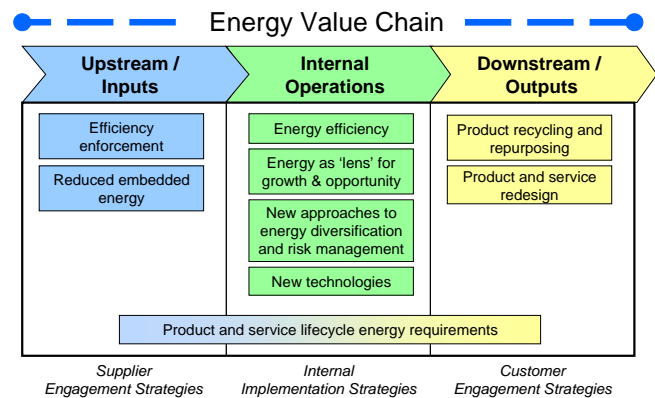 Energy Value Chain
Upstream /
Inputs
Internal
Operations
Downstream /
Outputs
Efficiency
enforcement
Reduced embedded
energy
Energy efficiency
Energy as ‘lens’ for
growth & opportunity
New approaches to
energy diversification
and risk management
New technologies
Product recycling and
repurposing
Product and service
redesign
Product and service lifecycle energy requirements
Supplier
Engagement Strategies
Internal
Implementation Strategies
Customer
Engagement Strategies